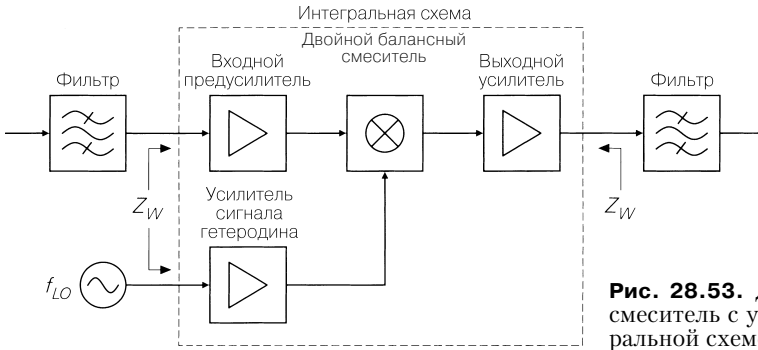 Интегральная схема
Двойной балансный
смеситель
Входной
предусилитель
Выходной
усилитель
Фильтр
Фильтр
Z_W
Z_W
Усилитель
сигнала
гетеродина
f_LO
Рис. 28.53.
смеситель с у
ральной схем